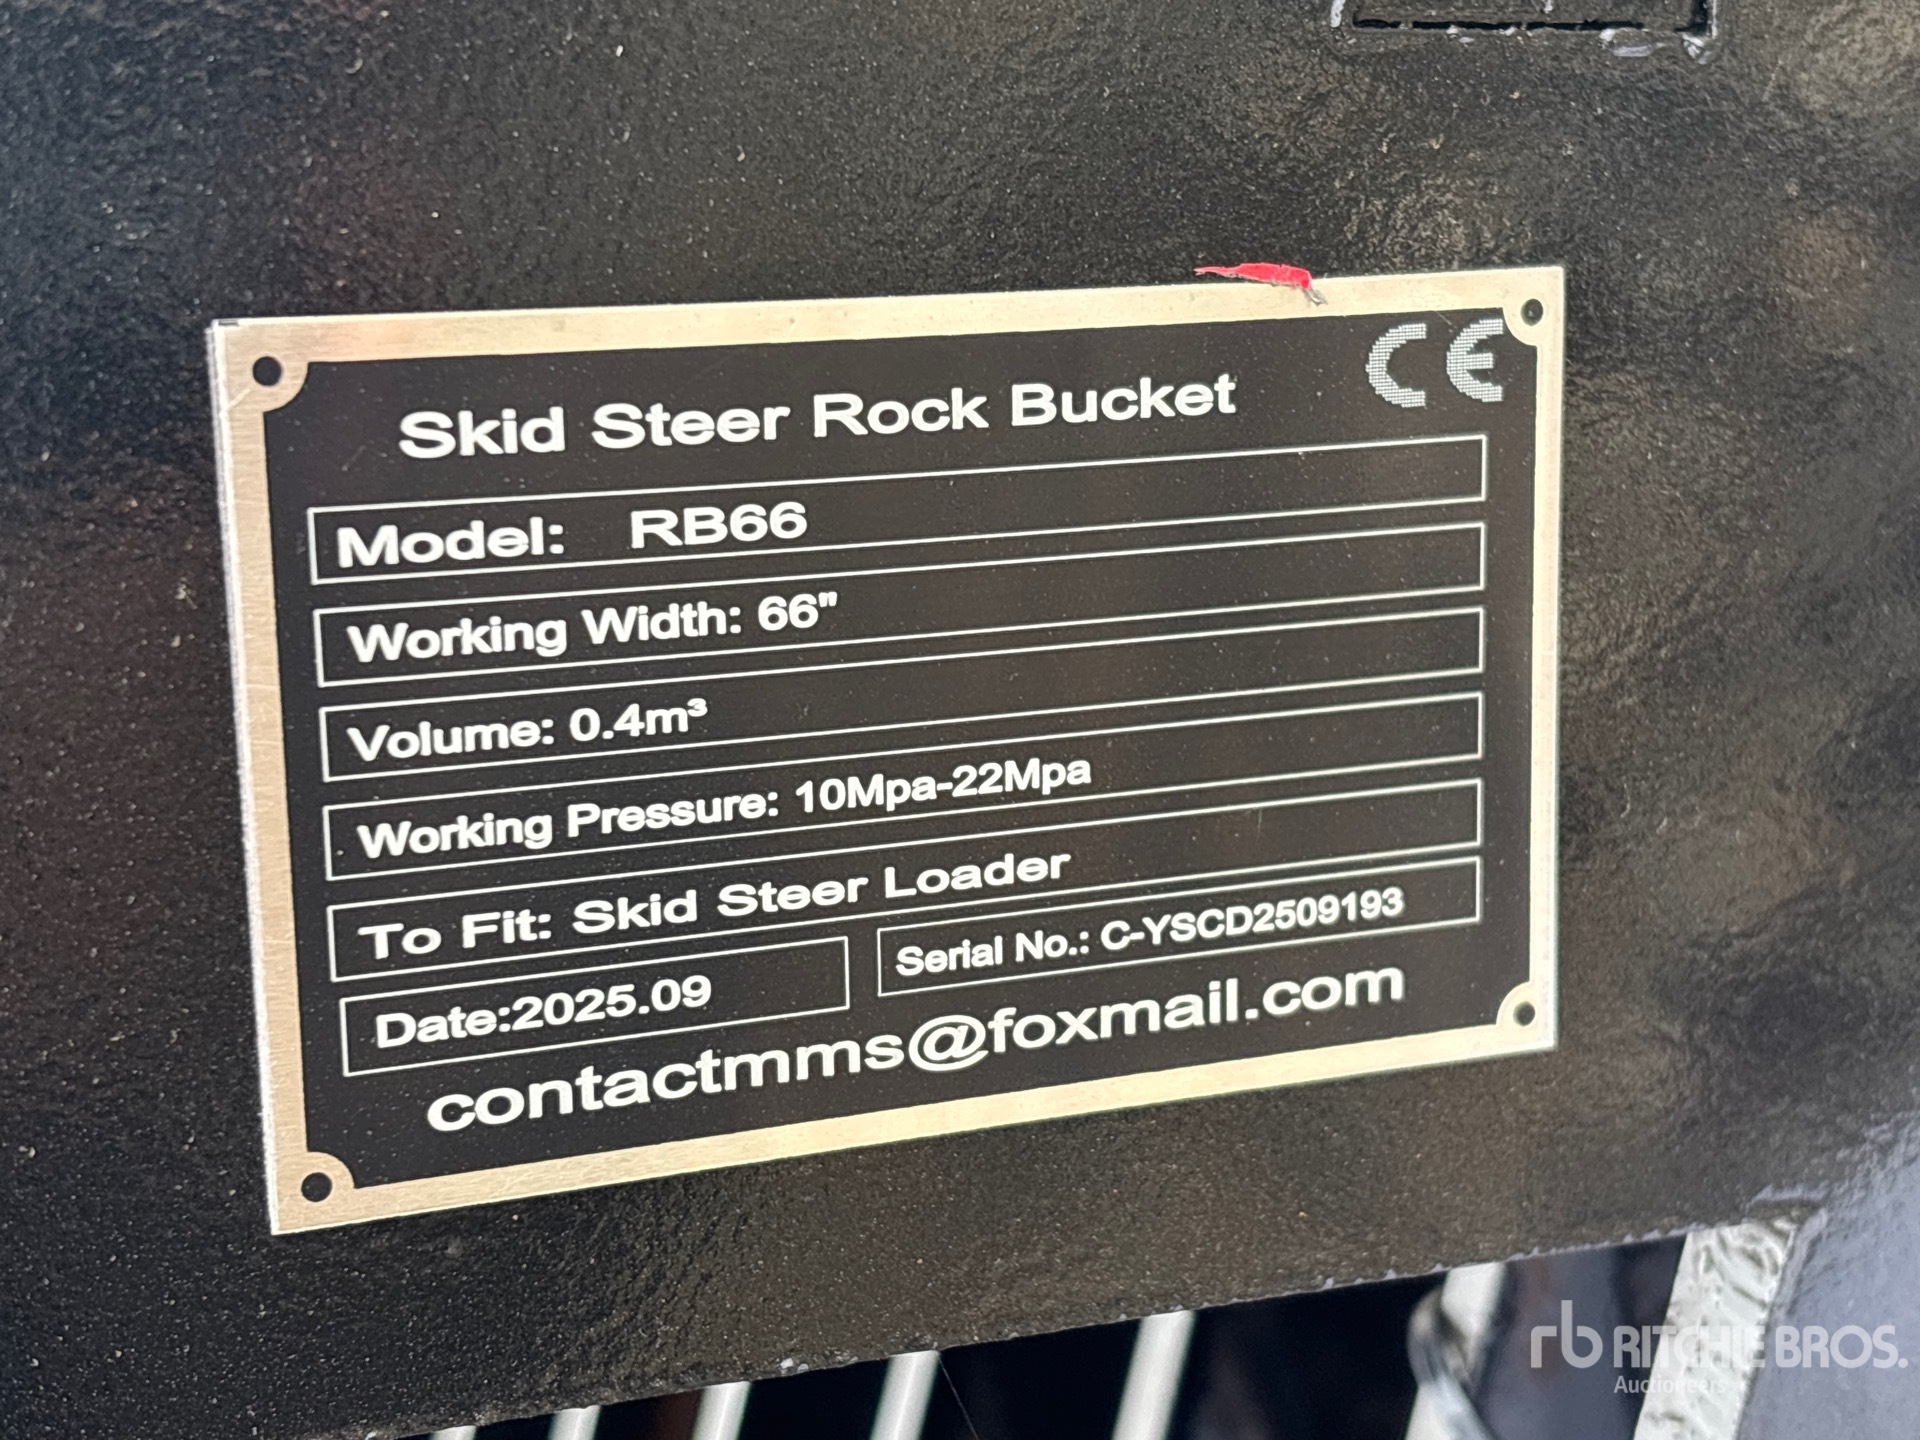 CE
Skid Steer Rock Bucket
Model: RB66
Working Width: 66"
Volume: 0.4m³
Working Pressure: 10Mpa-22Mpa
To Fit: Skid Steer Loader
Date:2025.09
Serial No.: C-YSCD2509193
contactmms@foxmail.com
rb RITCHIE BROS.
Auctioneers